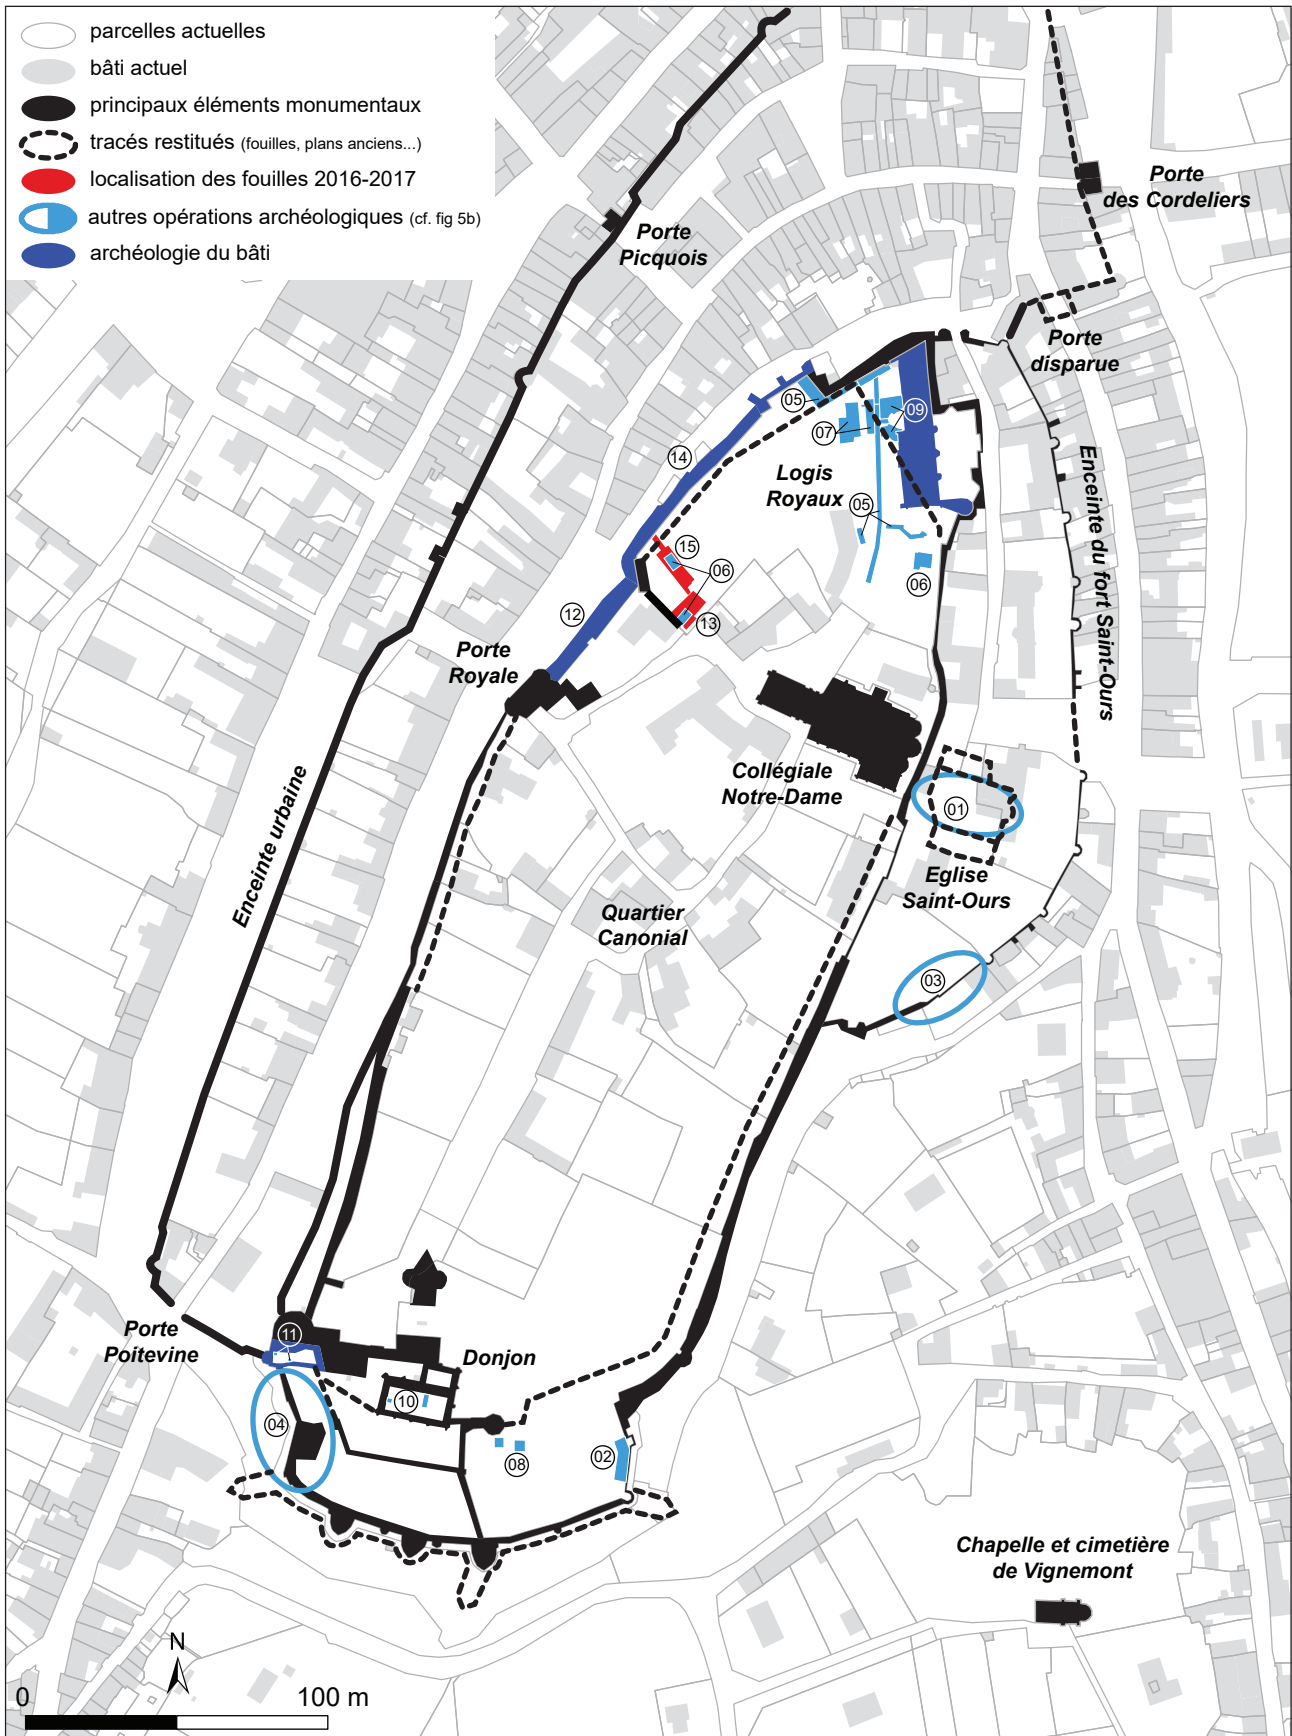 parcelles actuelles
bâti actuel
principaux éléments monumentaux
tracés restitués (fouilles, plans anciens...)
localisation des fouilles 2016-2017
autres opérations archéologiques (cf. fig 5b)
archéologie du bâti
Porte
des Cordeliers
Porte
Picquois
Porte
disparue
05
09
07
14
Logis
Royaux
Enceinte du fort Saint-Ours
05
15
06
06
12
13
Porte
Royale
Collégiale
Notre-Dame
Enceinte urbaine
01
Eglise
Saint-Ours
Quartier
Canonial
03
Porte
Poitevine
11
Donjon
10
04
08
02
Chapelle et cimetière
de Vignemont
N
0
100 m